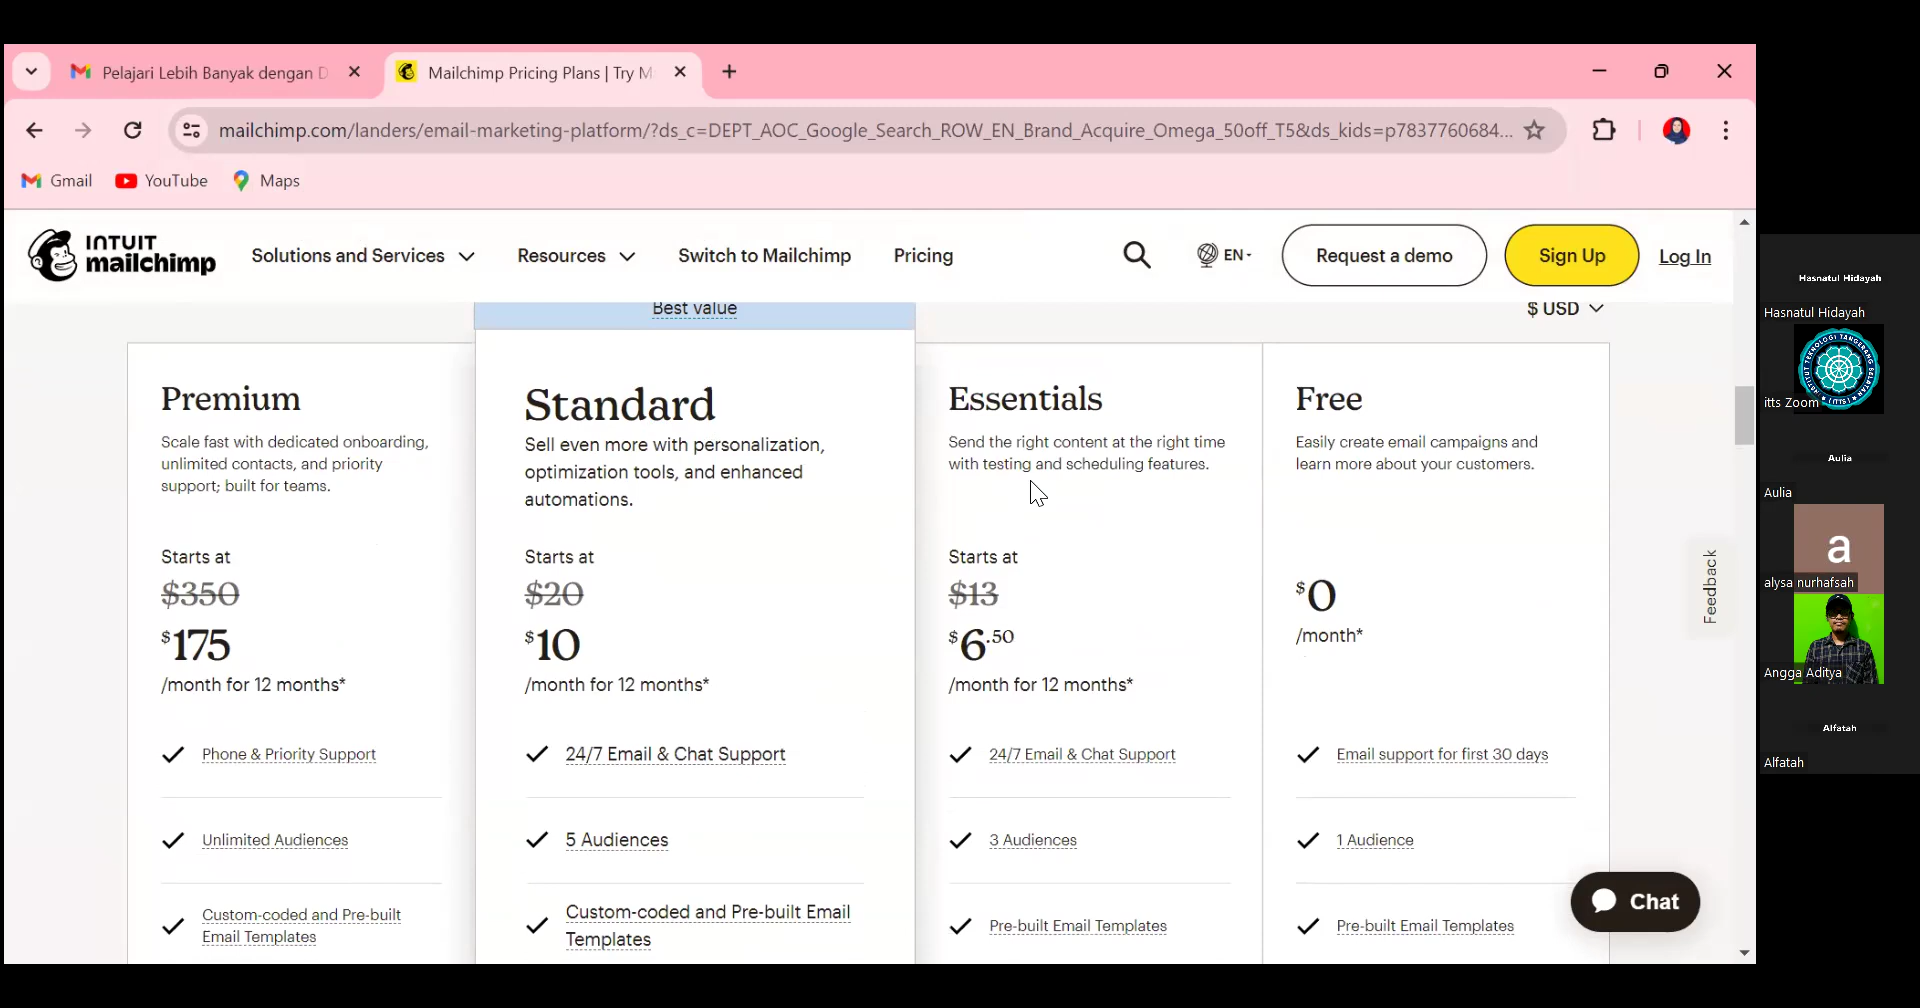 Pelajari Lebih Banyak dengan D
Mailchimp Pricing Plans | Try M
mailchimp.com/landers/email-marketing-platform/?ds_c=DEPT_AOC_Google_Search_ROW_EN_Brand_Acquire_Omega_50off_T5&ds_kids=p7837760684...
Gmail
YouTube
Maps
INTUIT
mailchimp
Solutions and Services
Resources
Switch to Mailchimp
Pricing
EN
Request a demo
Sign Up
Log In
Best value
$ USD
Premium
Scale fast with dedicated onboarding,
unlimited contacts, and priority
support; built for teams.
Starts at
$350
$175
/month for 12 months*
Phone & Priority Support
Unlimited Audiences
Custom-coded and Pre-built
Email Templates
Standard
Sell even more with personalization,
optimization tools, and enhanced
automations.
Starts at
$20
$10
/month for 12 months*
24/7 Email & Chat Support
5 Audiences
Custom-coded and Pre-built Email
Templates
Essentials
Send the right content at the right time
with testing and scheduling features.
Starts at
$13
$6.50
/month for 12 months*
24/7 Email & Chat Support
3 Audiences
Pre-built Email Templates
Free
Easily create email campaigns and
learn more about your customers.
$0
/month*
Email support for first 30 days
1 Audience
Pre-built Email Templates
Feedback
Chat
Hasnatul Hidayah
Hasnatul Hidayah
INSTITUT TEKNOLOGI TANGERANG SELATAN
(ITTS)
itts Zoom
Aulia
Aulia
a
alysa nurhafsah
Angga Aditya
Alfatah
Alfatah